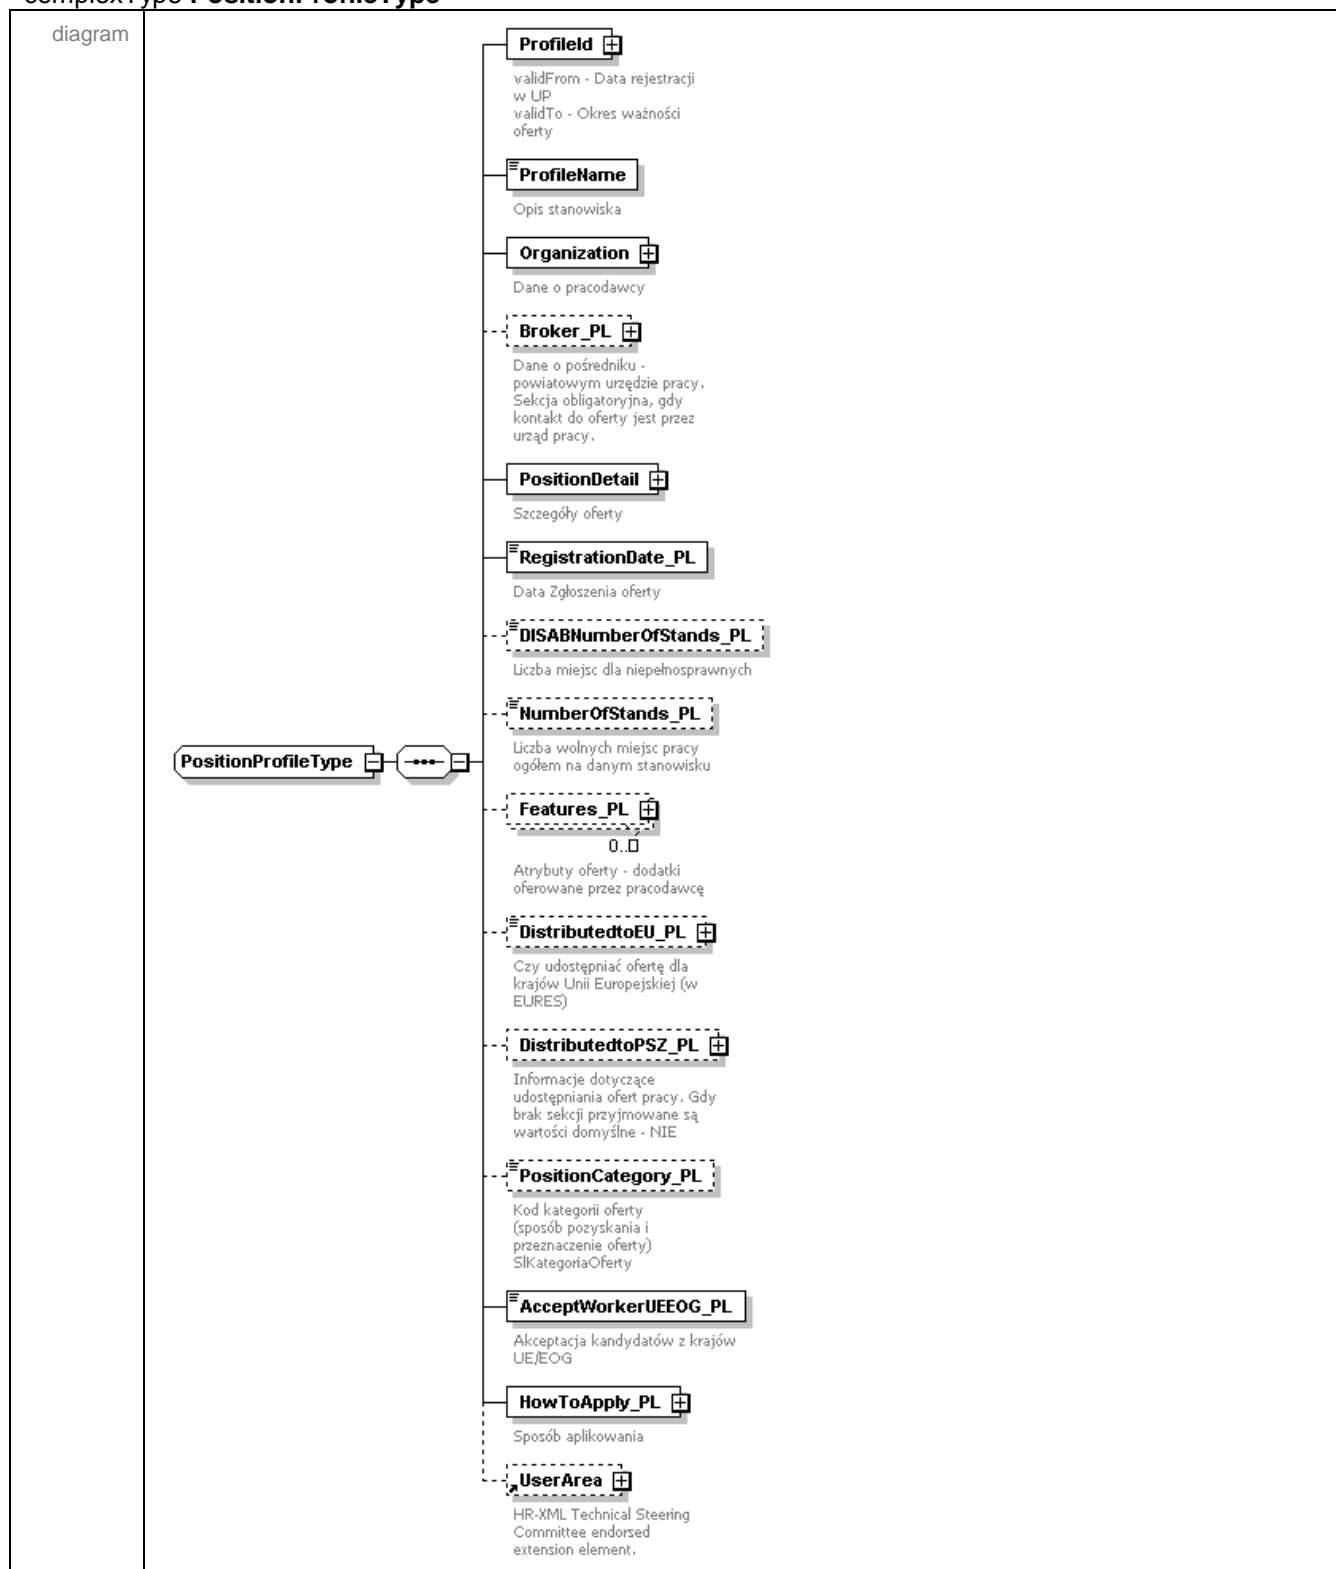 complexType PositionProfileType
diagram
ProfileId
validFrom - Data rejestracji
w UP
validTo - Okres ważności
oferty
ProfileName
Opis stanowiska
Organization
Dane o pracodawcy
Broker_PL
Dane o pośredniku -
powiatowym urzędzie pracy.
Sekcja obligatoryjna, gdy
kontakt do oferty jest przez
urząd pracy.
PositionDetail
Szczegóły oferty
RegistrationDate_PL
Data Zgłoszenia oferty
DISABNumberOfStands_PL
Liczba miejsc dla niepełnosprawnych
NumberOfStands_PL
Liczba wolnych miejsc pracy
ogółem na danym stanowisku
PositionProfileType
Features_PL
0..
Atrybuty oferty - dodatki
oferowane przez pracodawcę
DistributedtoEU_PL
Czy udostępniać ofertę dla
krajów Unii Europejskiej (w
EURES)
DistributedtoPSZ_PL
Informacje dotyczące
udostępniania ofert pracy. Gdy
brak sekcji przyjmowane są
wartości domyślne - NIE
PositionCategory_PL
Kod kategorii oferty
(sposób pozyskania i
przeznaczenie oferty)
SlKategoriaOferty
AcceptWorkerUEEOG_PL
Akceptacja kandydatów z krajów
UE/EOG
HowToApply_PL
Sposób aplikowania
UserArea
HR-XML Technical Steering
Committee endorsed
extension element.